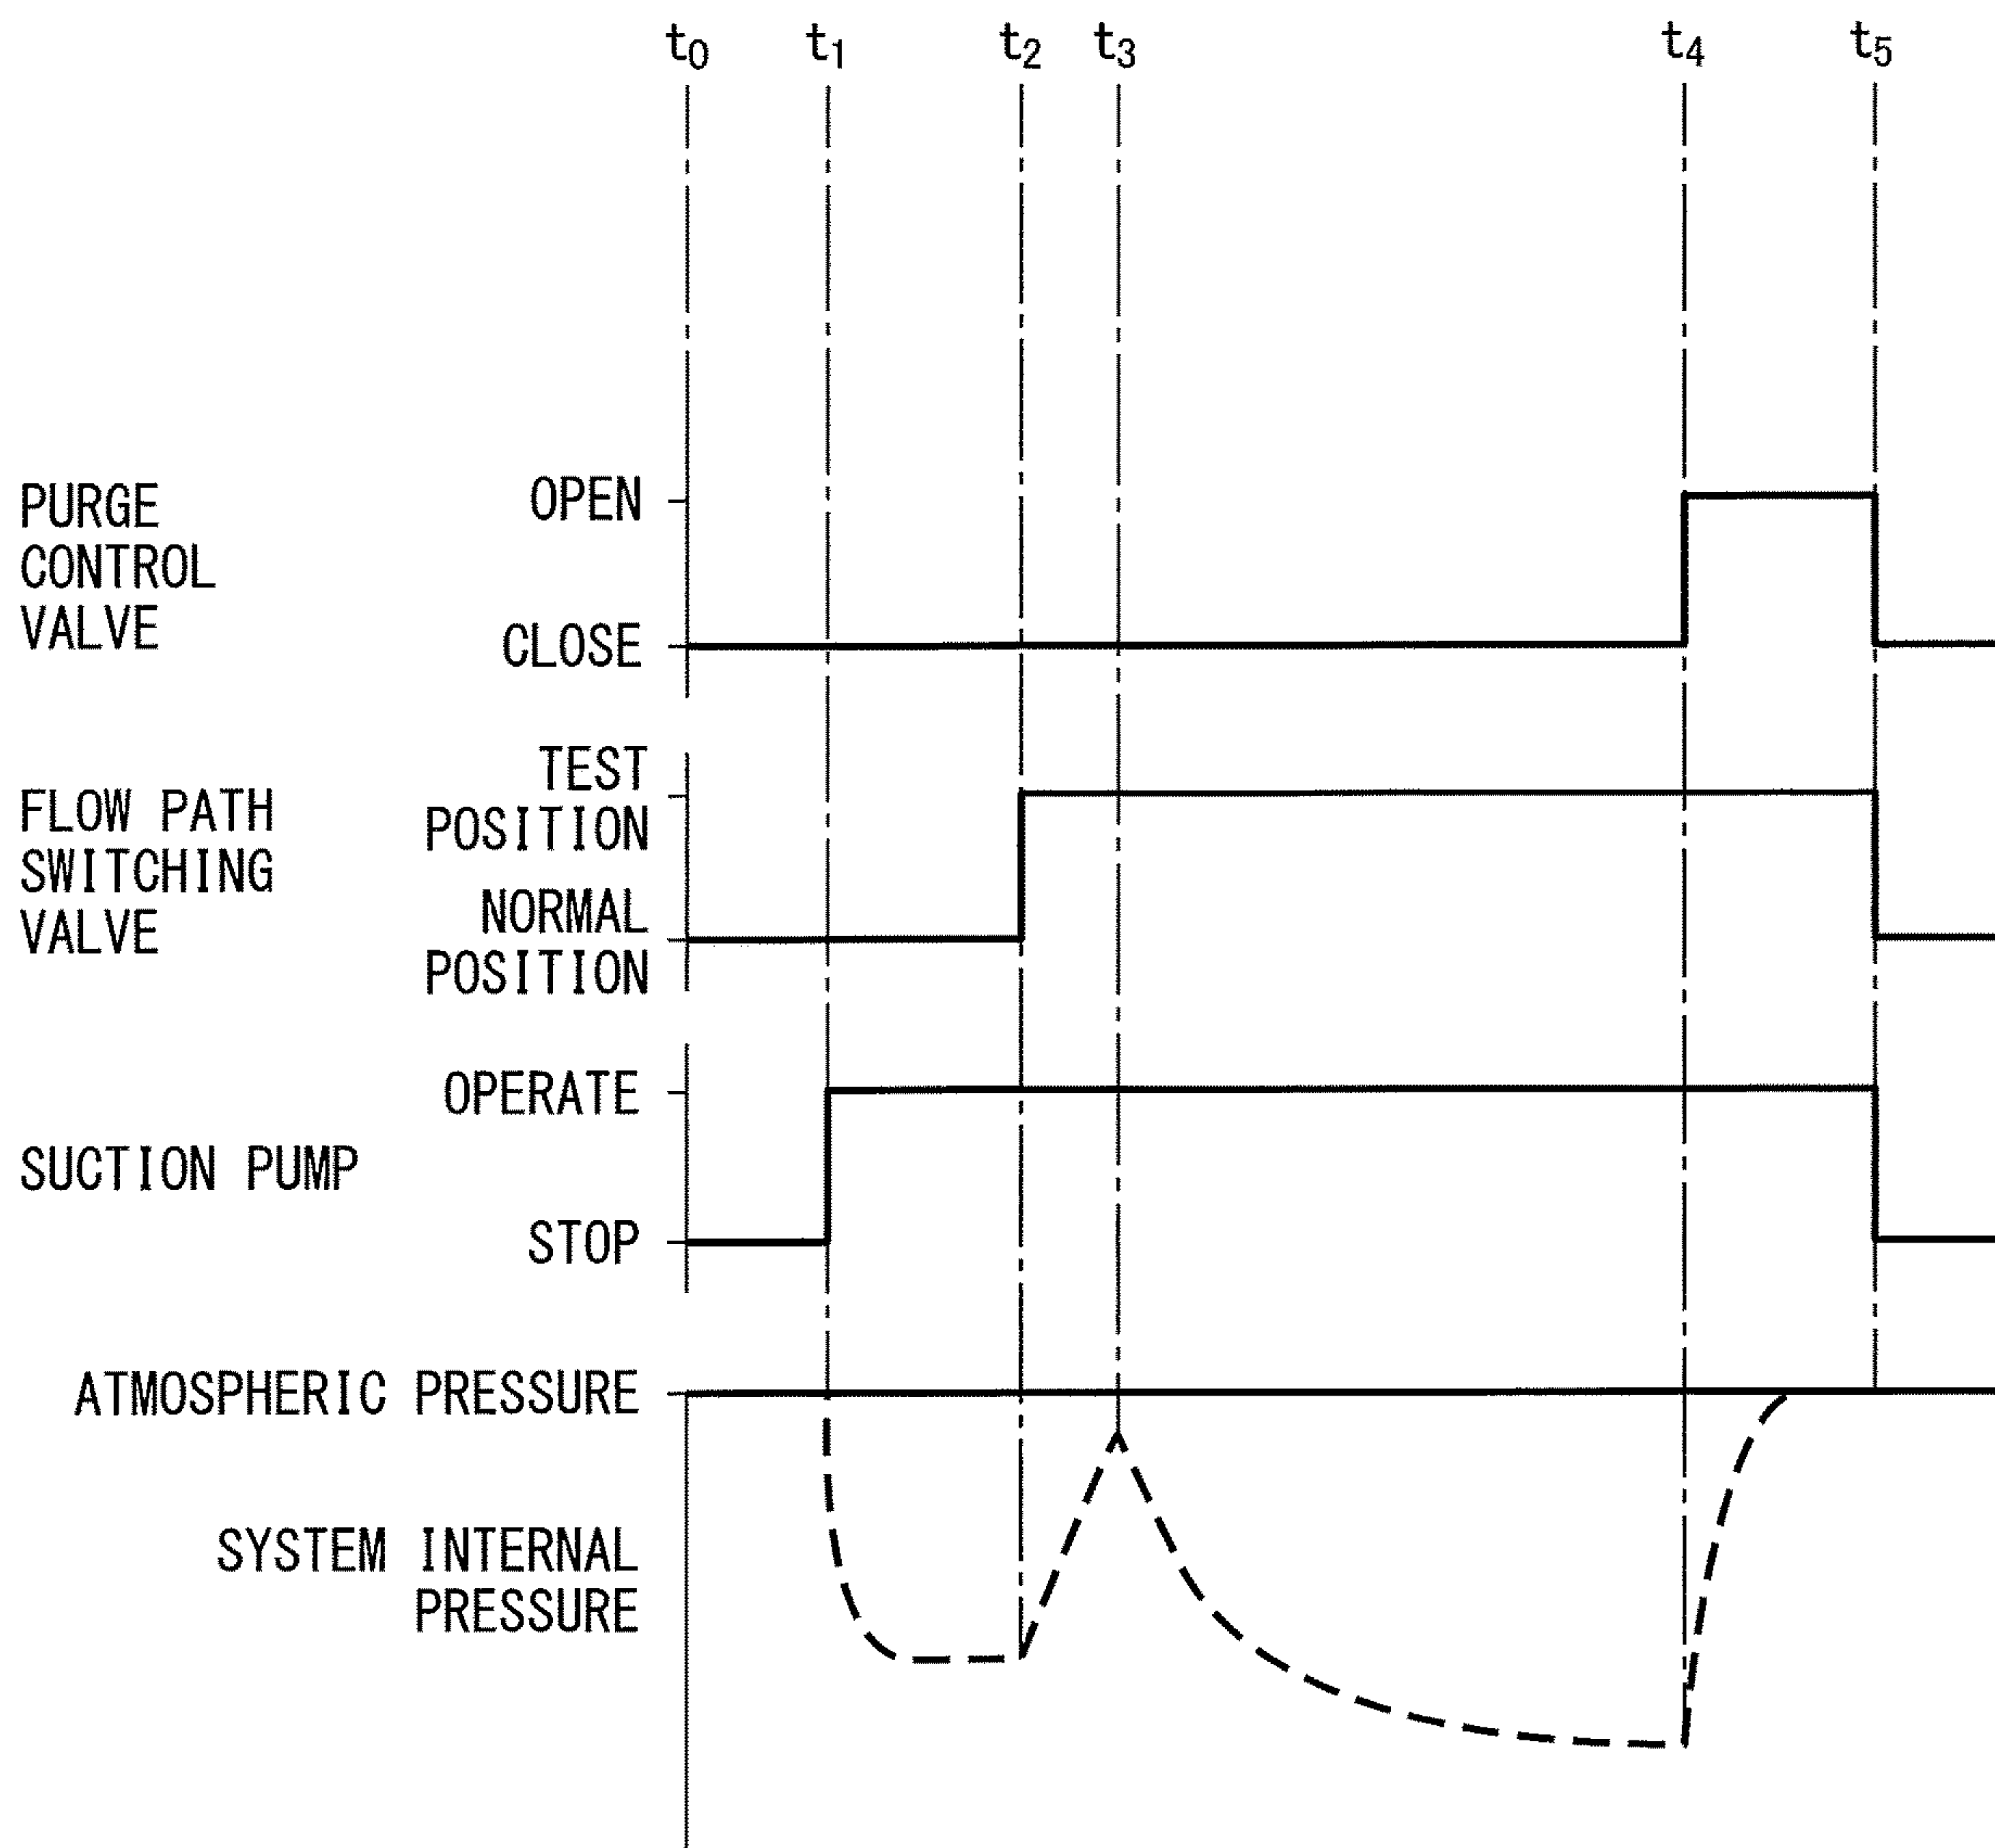 t0 t1 t2 t3 t4 t5
PURGE
CONTROL
VALVE
OPEN
CLOSE
FLOW PATH
SWITCHING
VALVE
TEST
POSITION
NORMAL
POSITION
SUCTION PUMP
OPERATE
STOP
ATMOSPHERIC PRESSURE
SYSTEM INTERNAL
PRESSURE